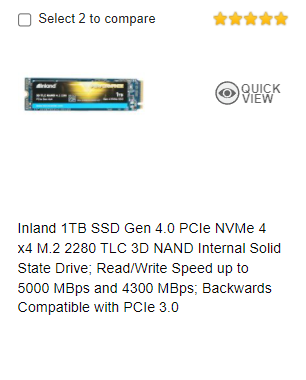 Select 2 to compare
inland
1TB
QUICK
VIEW
Inland 1TB SSD Gen 4.0 PCIe NVMe 4
x4 M.2 2280 TLC 3D NAND Internal Solid
State Drive; Read/Write Speed up to
5000 MBps and 4300 MBps; Backwards
Compatible with PCIe 3.0